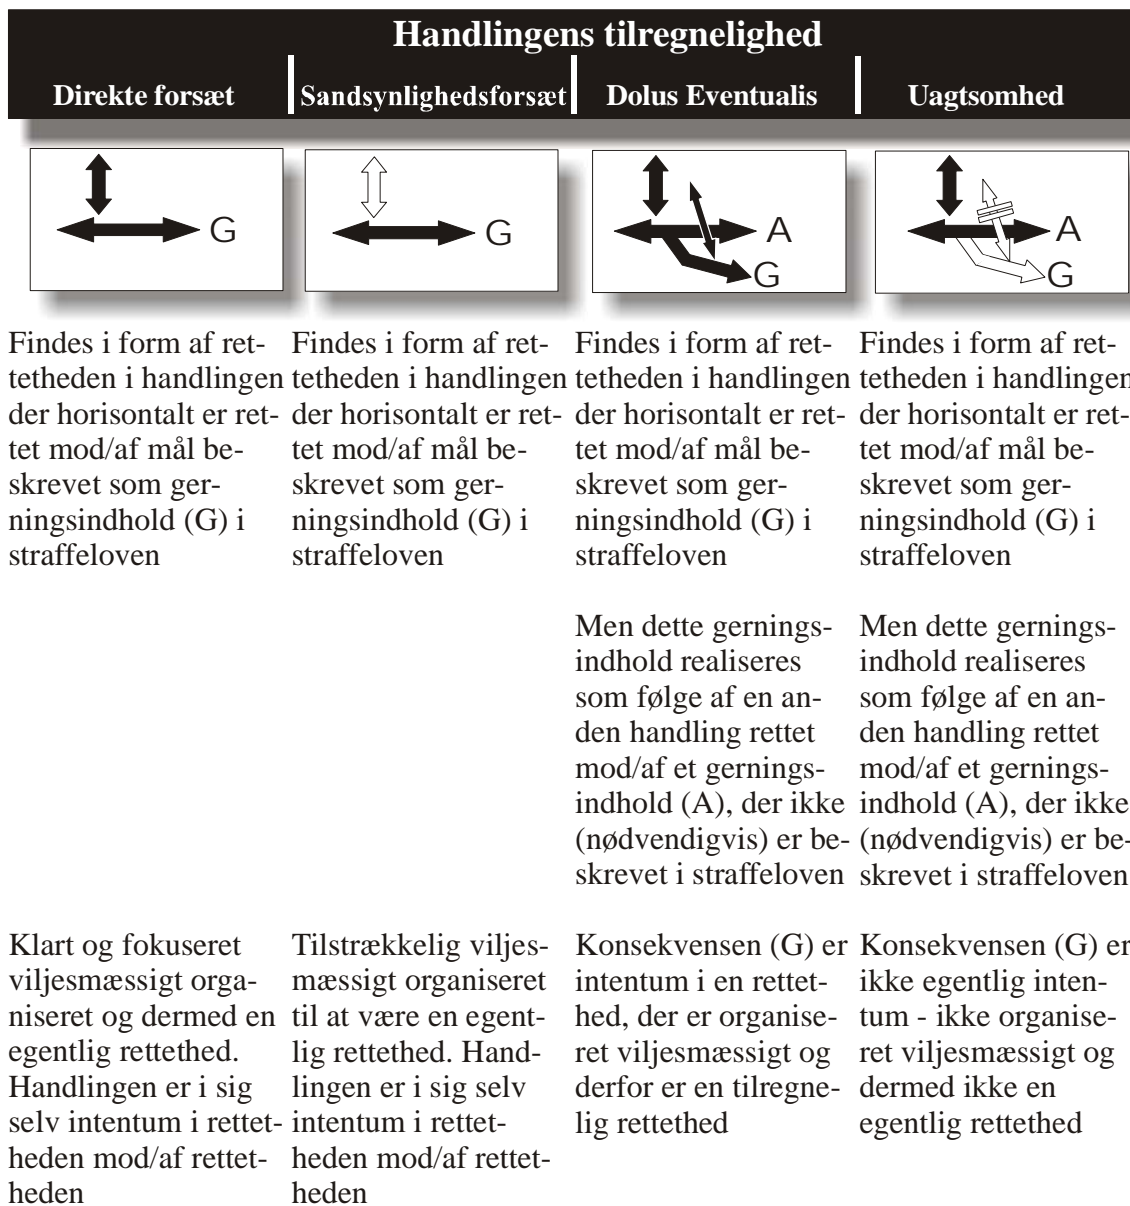 Handlingens tilregnelighed
Direkte forsæt
Sandsynlighedsforsæt
Dolus Eventualis
Uagtsomhed
G
G
A
G
A
G
Findes i form af ret-
tetheden i handlingen
der horisontalt er ret-
tet mod/af mål be-
skrevet som ger-
ningsindhold (G) i
straffeloven
Klart og fokuseret
viljesmæssigt orga-
niseret og dermed en
egentlig rettethed.
Handlingen er i sig
selv intentum i rettet-
heden mod/af rettet-
heden
Findes i form af ret-
tetheden i handlingen
der horisontalt er ret-
tet mod/af mål be-
skrevet som ger-
ningsindhold (G) i
straffeloven
Tilstrækkelig viljes-
mæssigt organiseret
til at være en egent-
lig rettethed. Hand-
lingen er i sig selv
intentum i rettet-
heden mod/af rettet-
heden
Findes i form af ret-
tetheden i handlingen
der horisontalt er ret-
tet mod/af mål be-
skrevet som ger-
ningsindhold (G) i
straffeloven
Men dette gernings-
indhold realiseres
som følge af en an-
den handling rettet
mod/af et gernings-
indhold (A), der ikke
(nødvendigvis) er be-
skrevet i straffeloven
Konsekvensen (G) er
intentum i en rettet-
hed, der er organise-
ret viljesmæssigt og
derfor er en tilregne-
lig rettethed
Findes i form af ret-
tetheden i handlingen
der horisontalt er ret-
tet mod/af mål be-
skrevet som ger-
ningsindhold (G) i
straffeloven
Men dette gernings-
indhold realiseres
som følge af en an-
den handling rettet
mod/af et gernings-
indhold (A), der ikke
(nødvendigvis) er be-
skrevet i straffeloven
Konsekvensen (G) er
ikke egentlig inten-
tum - ikke organise-
ret viljesmæssigt og
dermed ikke en
egentlig rettethed